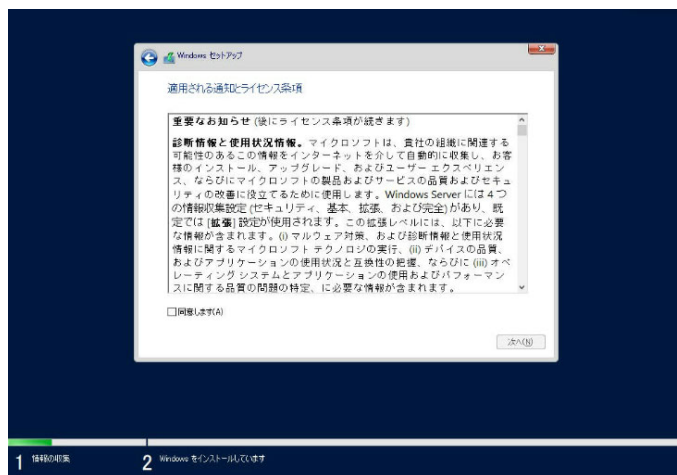 Windows セットアップ
適用される通知とライセンス条項
重要なお知らせ (後にライセンス条項が続きます)
診断情報と使用状況情報。マイクロソフトは、貴社の組織に関連する
可能性のあるこの情報をインターネットを介して自動的に収集し、お客
様のインストール、アップグレード、およびユーザー エクスペリエン
ス、ならびにマイクロソフトの製品およびサービスの品質およびセキュ
リティの改善に役立てるために使用します。Windows Server には 4 つ
の情報収集設定 (セキュリティ、基本、拡張、および完全) があり、既
定では [拡張] 設定が使用されます。この拡張レベルには、以下に必要
な情報が含まれます。(i) マルウェア対策、および診断情報と使用状況
情報に関するマイクロソフト テクノロジの実行、(ii) デバイスの品質、
およびアプリケーションの使用状況と互換性の把握、ならびに (iii) オペ
レーティング システムとアプリケーションの使用およびパフォーマン
スに関する品質の問題の特定、に必要な情報が含まれます。
同意します(A)
次へ(N)
1 情報の収集
2 Windows をインストールしています